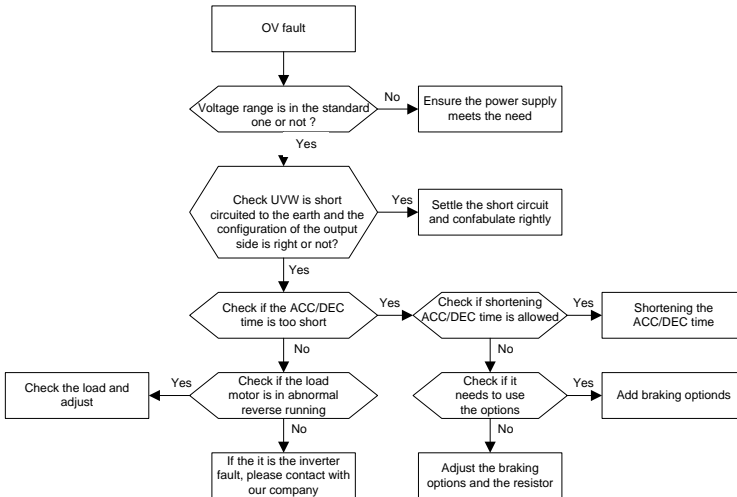 OV fault
Voltage range is in the standard
one or not ?
No
Ensure the power supply
meets the need
Yes
Check UVW is short
circuited to the earth and the
configuration of the output
side is right or not?
Yes
Settle the short circuit
and confabulate rightly
Yes
Check if the ACC/DEC
time is too short
Yes
Check if shortening
ACC/DEC time is allowed
Yes
Shortening the
ACC/DEC time
No
No
Check the load and
adjust
Yes
Check if the load
motor is in abnormal
reverse running
Check if it
needs to use
the options
Yes
Add braking optionds
No
No
If the it is the inverter
fault, please contact with
our company
Adjust the braking
options and the resistor